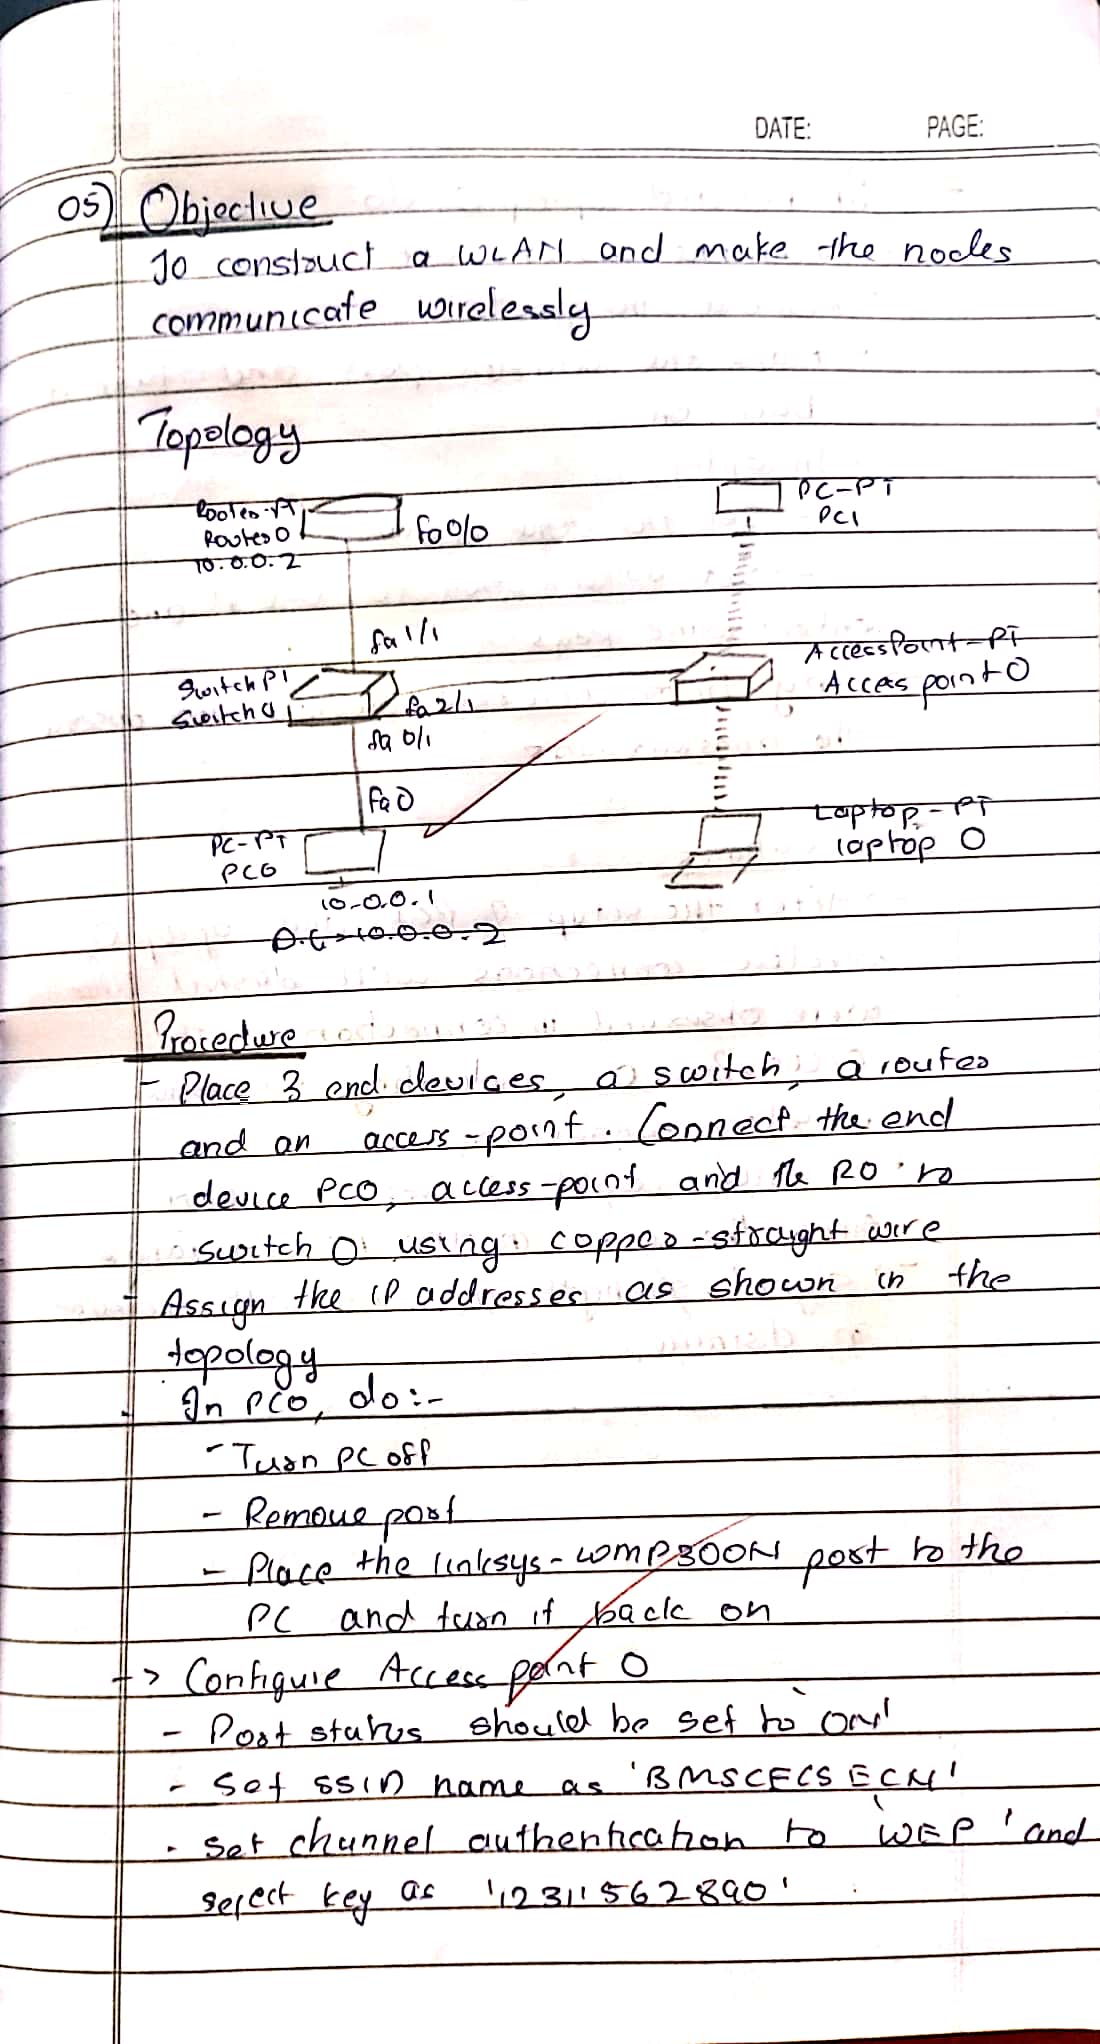 DATE: PAGE:
05) Objective
To construct a WLAN and make the nodes
communicate wirelessly
Topology
Router-PT
Router0
10.0.0.2
fa0/0
PC-PT
PC1
fa1/1
AccessPoint-PT
Acces point 0
Switch PT
Switch 0
fa2/1
fa 0/1
fa0
PC-PT
PC0
Laptop-PT
laptop 0
10.0.0.1
D.G > 10.0.0.2
Procedure
- Place 3 end devices, a switch, a router
and an access-point. Connect the end
device PC0, access-point and the R0 to
switch 0 using copper-straight wire
- Assign the IP addresses as shown in the
topology
- In PC0, do:-
- Turn PC off
- Remove port
- Place the linksys-WMP300N port to the
PC and turn it back on
-> Configure Access point 0
- Port status should be set to 'on'
- Set SSID name as 'BMSCECSECN'
- Set channel authentication to 'WEP' and
select key as